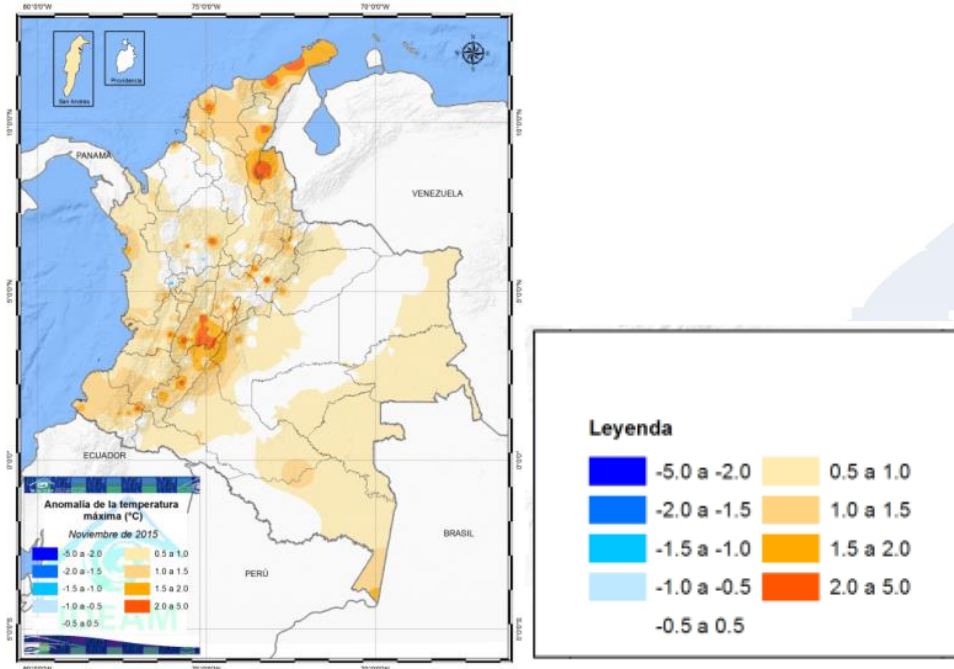 80°0'0"W 75°0'0"W 70°0'0"W
San Andrés
Providencia
PANAMÁ
VENEZUELA
ECUADOR
BRASIL
PERÚ
Anomalía de la temperatura
máxima (°C)
Noviembre de 2015
-5.0 a -2.0 0.5 a 1.0
-2.0 a -1.5 1.0 a 1.5
-1.5 a -1.0 1.5 a 2.0
-1.0 a -0.5 2.0 a 5.0
-0.5 a 0.5
IDEAM
Leyenda
-5.0 a -2.0 0.5 a 1.0
-2.0 a -1.5 1.0 a 1.5
-1.5 a -1.0 1.5 a 2.0
-1.0 a -0.5 2.0 a 5.0
-0.5 a 0.5